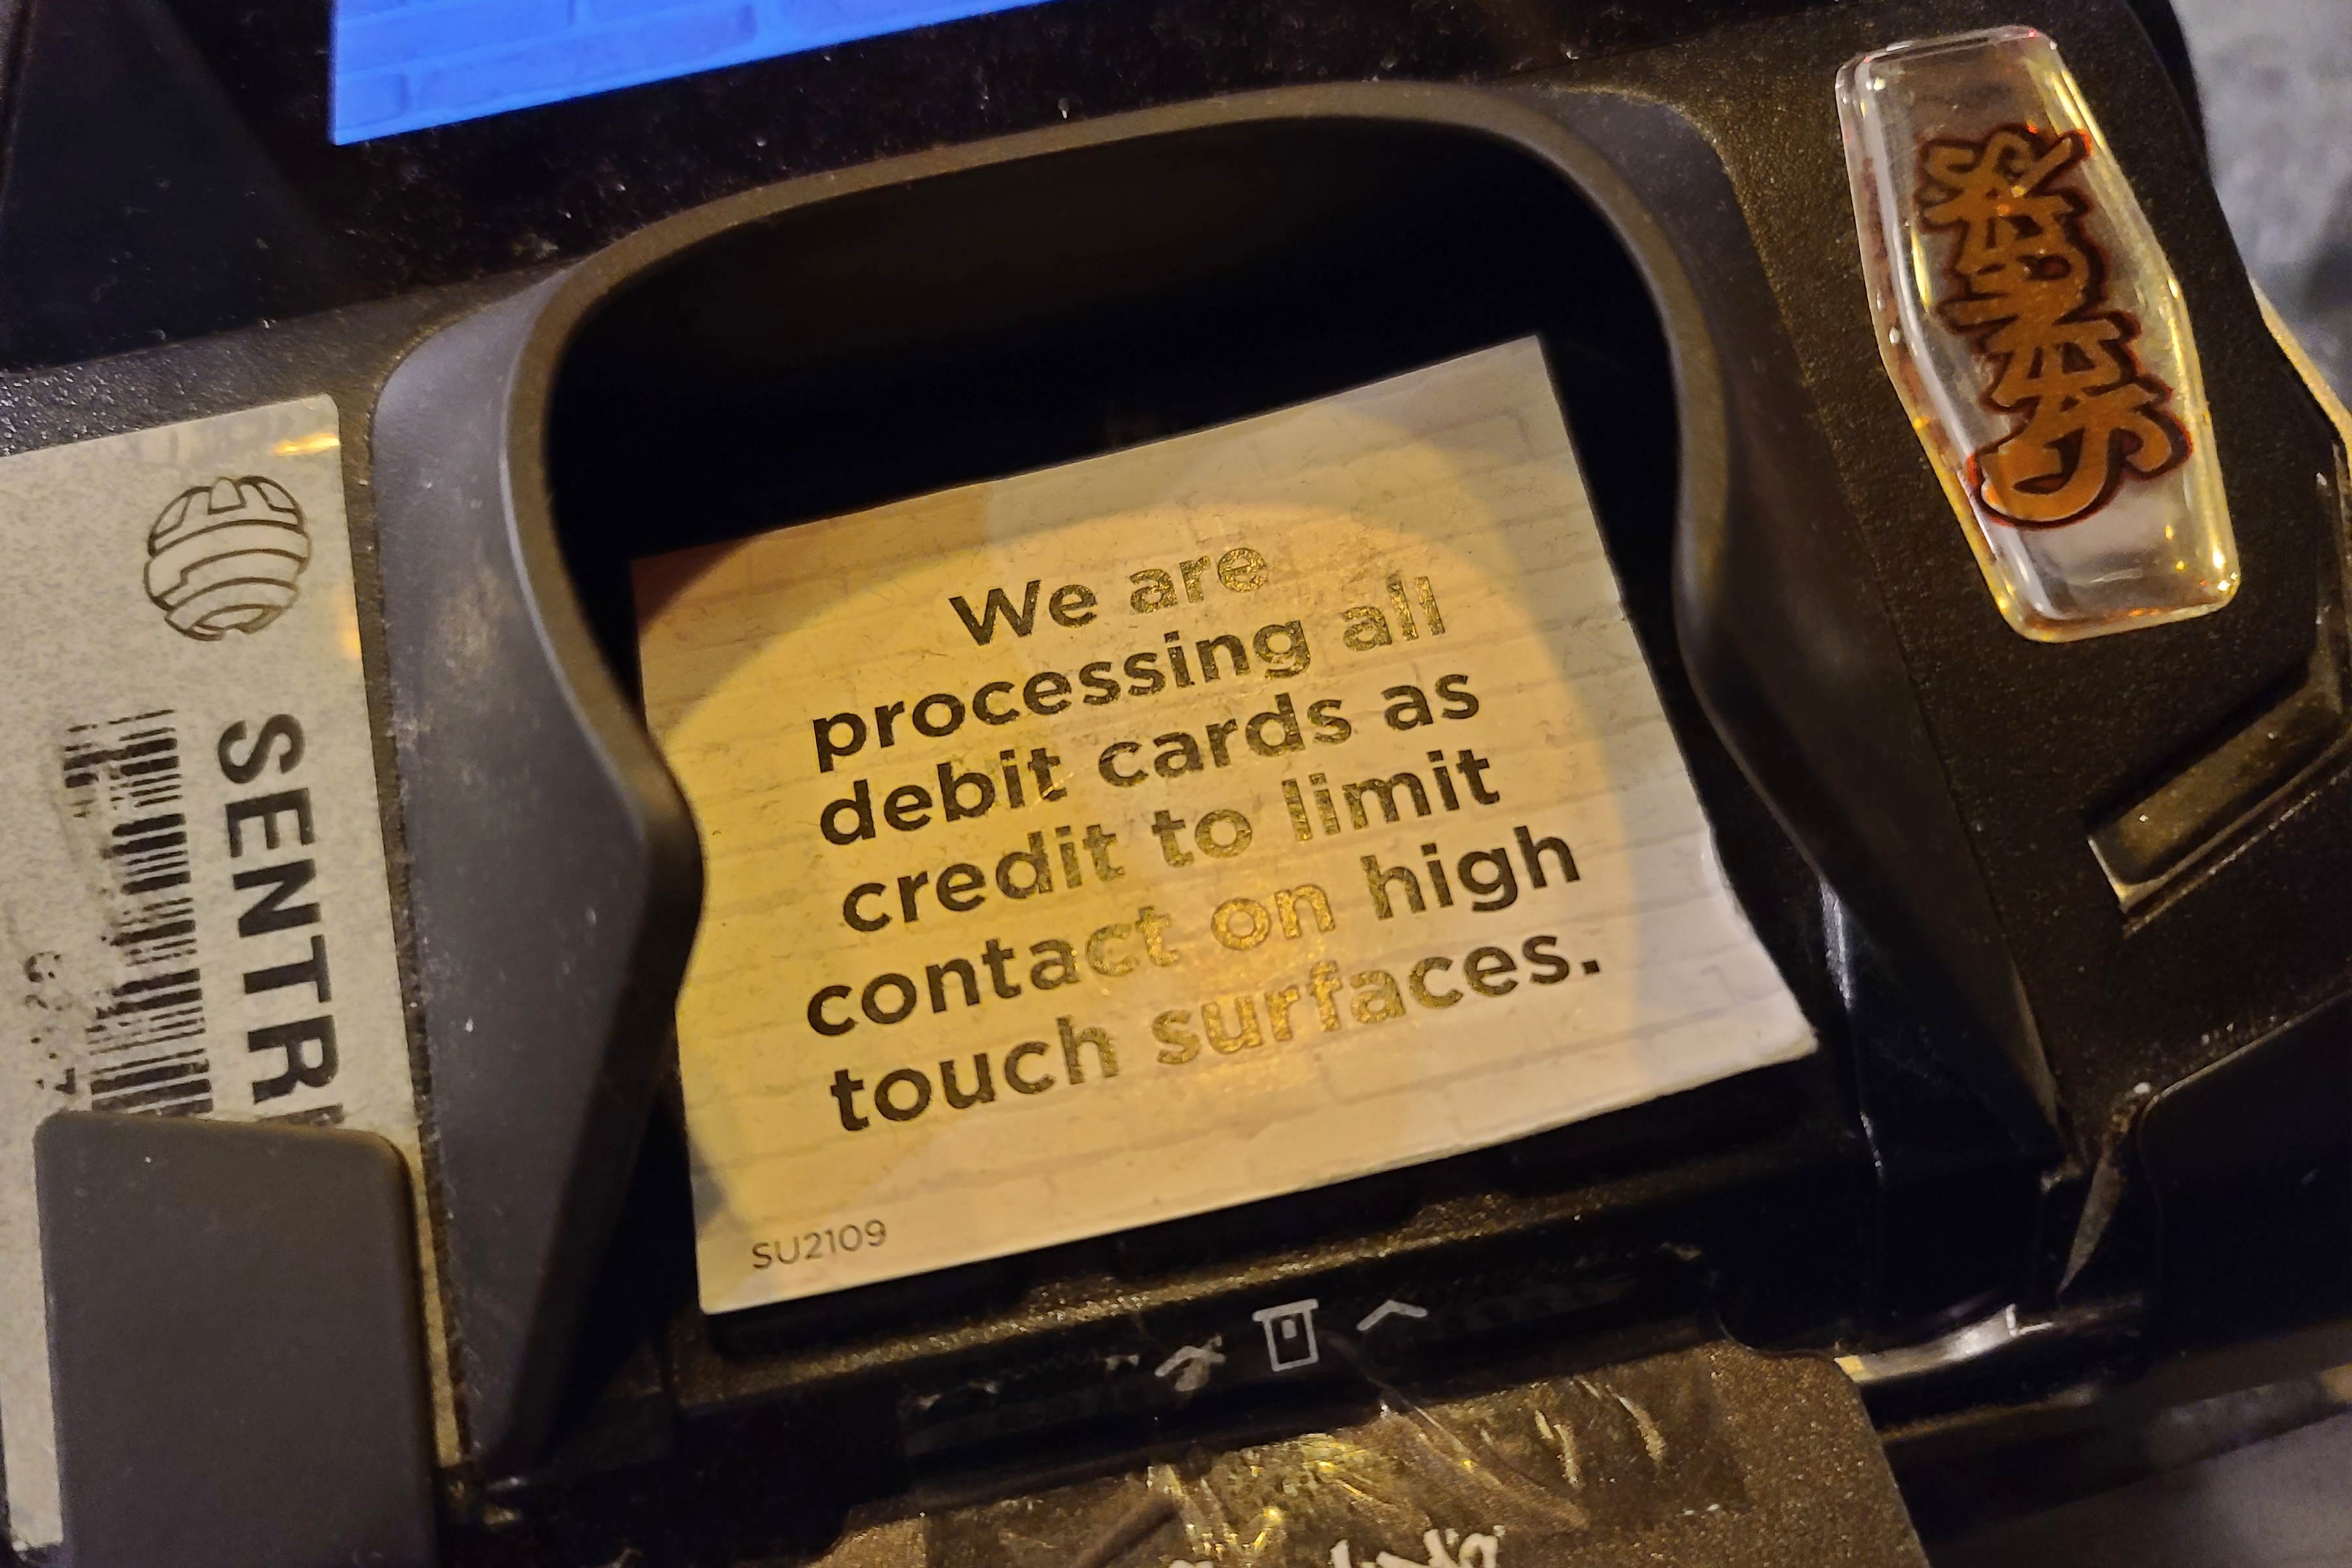 We are
processing all
debit cards as
credit to limit
contact on high
touch surfaces.
SU2109
SENTR